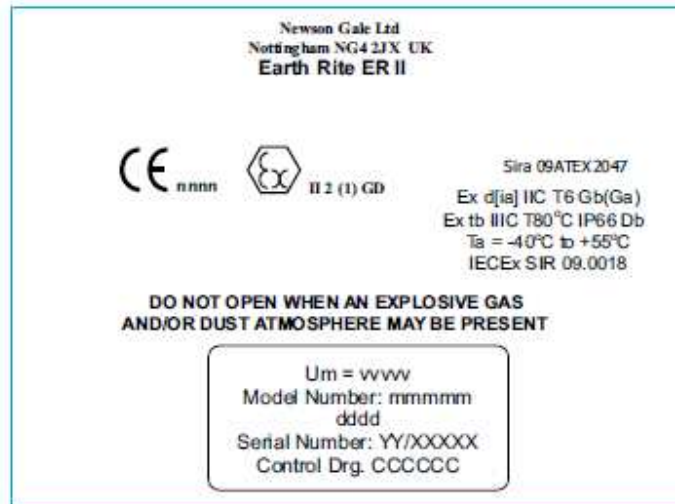 Newson Gale Ltd
Nottingham NG4 2JX UK
Earth Rite ER II
CE nnnn
Ex II 2 (1) GD
Sira 09ATEX2047
Ex d[ia] IIC T6 Gb(Ga)
Ex tb IIIC T80°C IP66 Db
Ta = -40°C to +55°C
IECEx SIR 09.0018
DO NOT OPEN WHEN AN EXPLOSIVE GAS
AND/OR DUST ATMOSPHERE MAY BE PRESENT
Um = vvvvv
Model Number: mmmmm
dddd
Serial Number: YY/XXXXX
Control Drg. CCCCCC